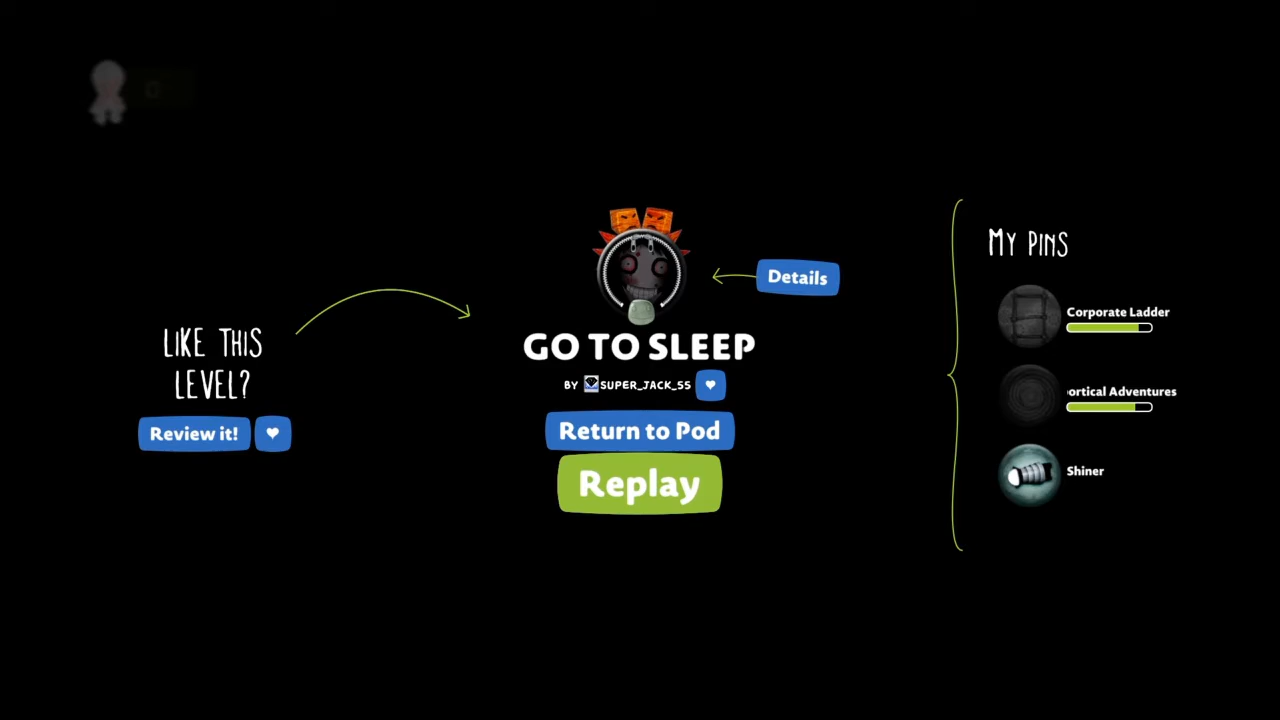 LIKE THIS
LEVEL?
Review it!
Details
GO TO SLEEP
BY SUPER_JACK_55
Return to Pod
Replay
MY PINS
Corporate Ladder
ortical Adventures
Shiner